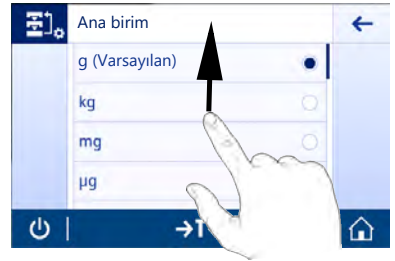 Ana birim
g (Varsayılan)
kg
mg
µg
→T